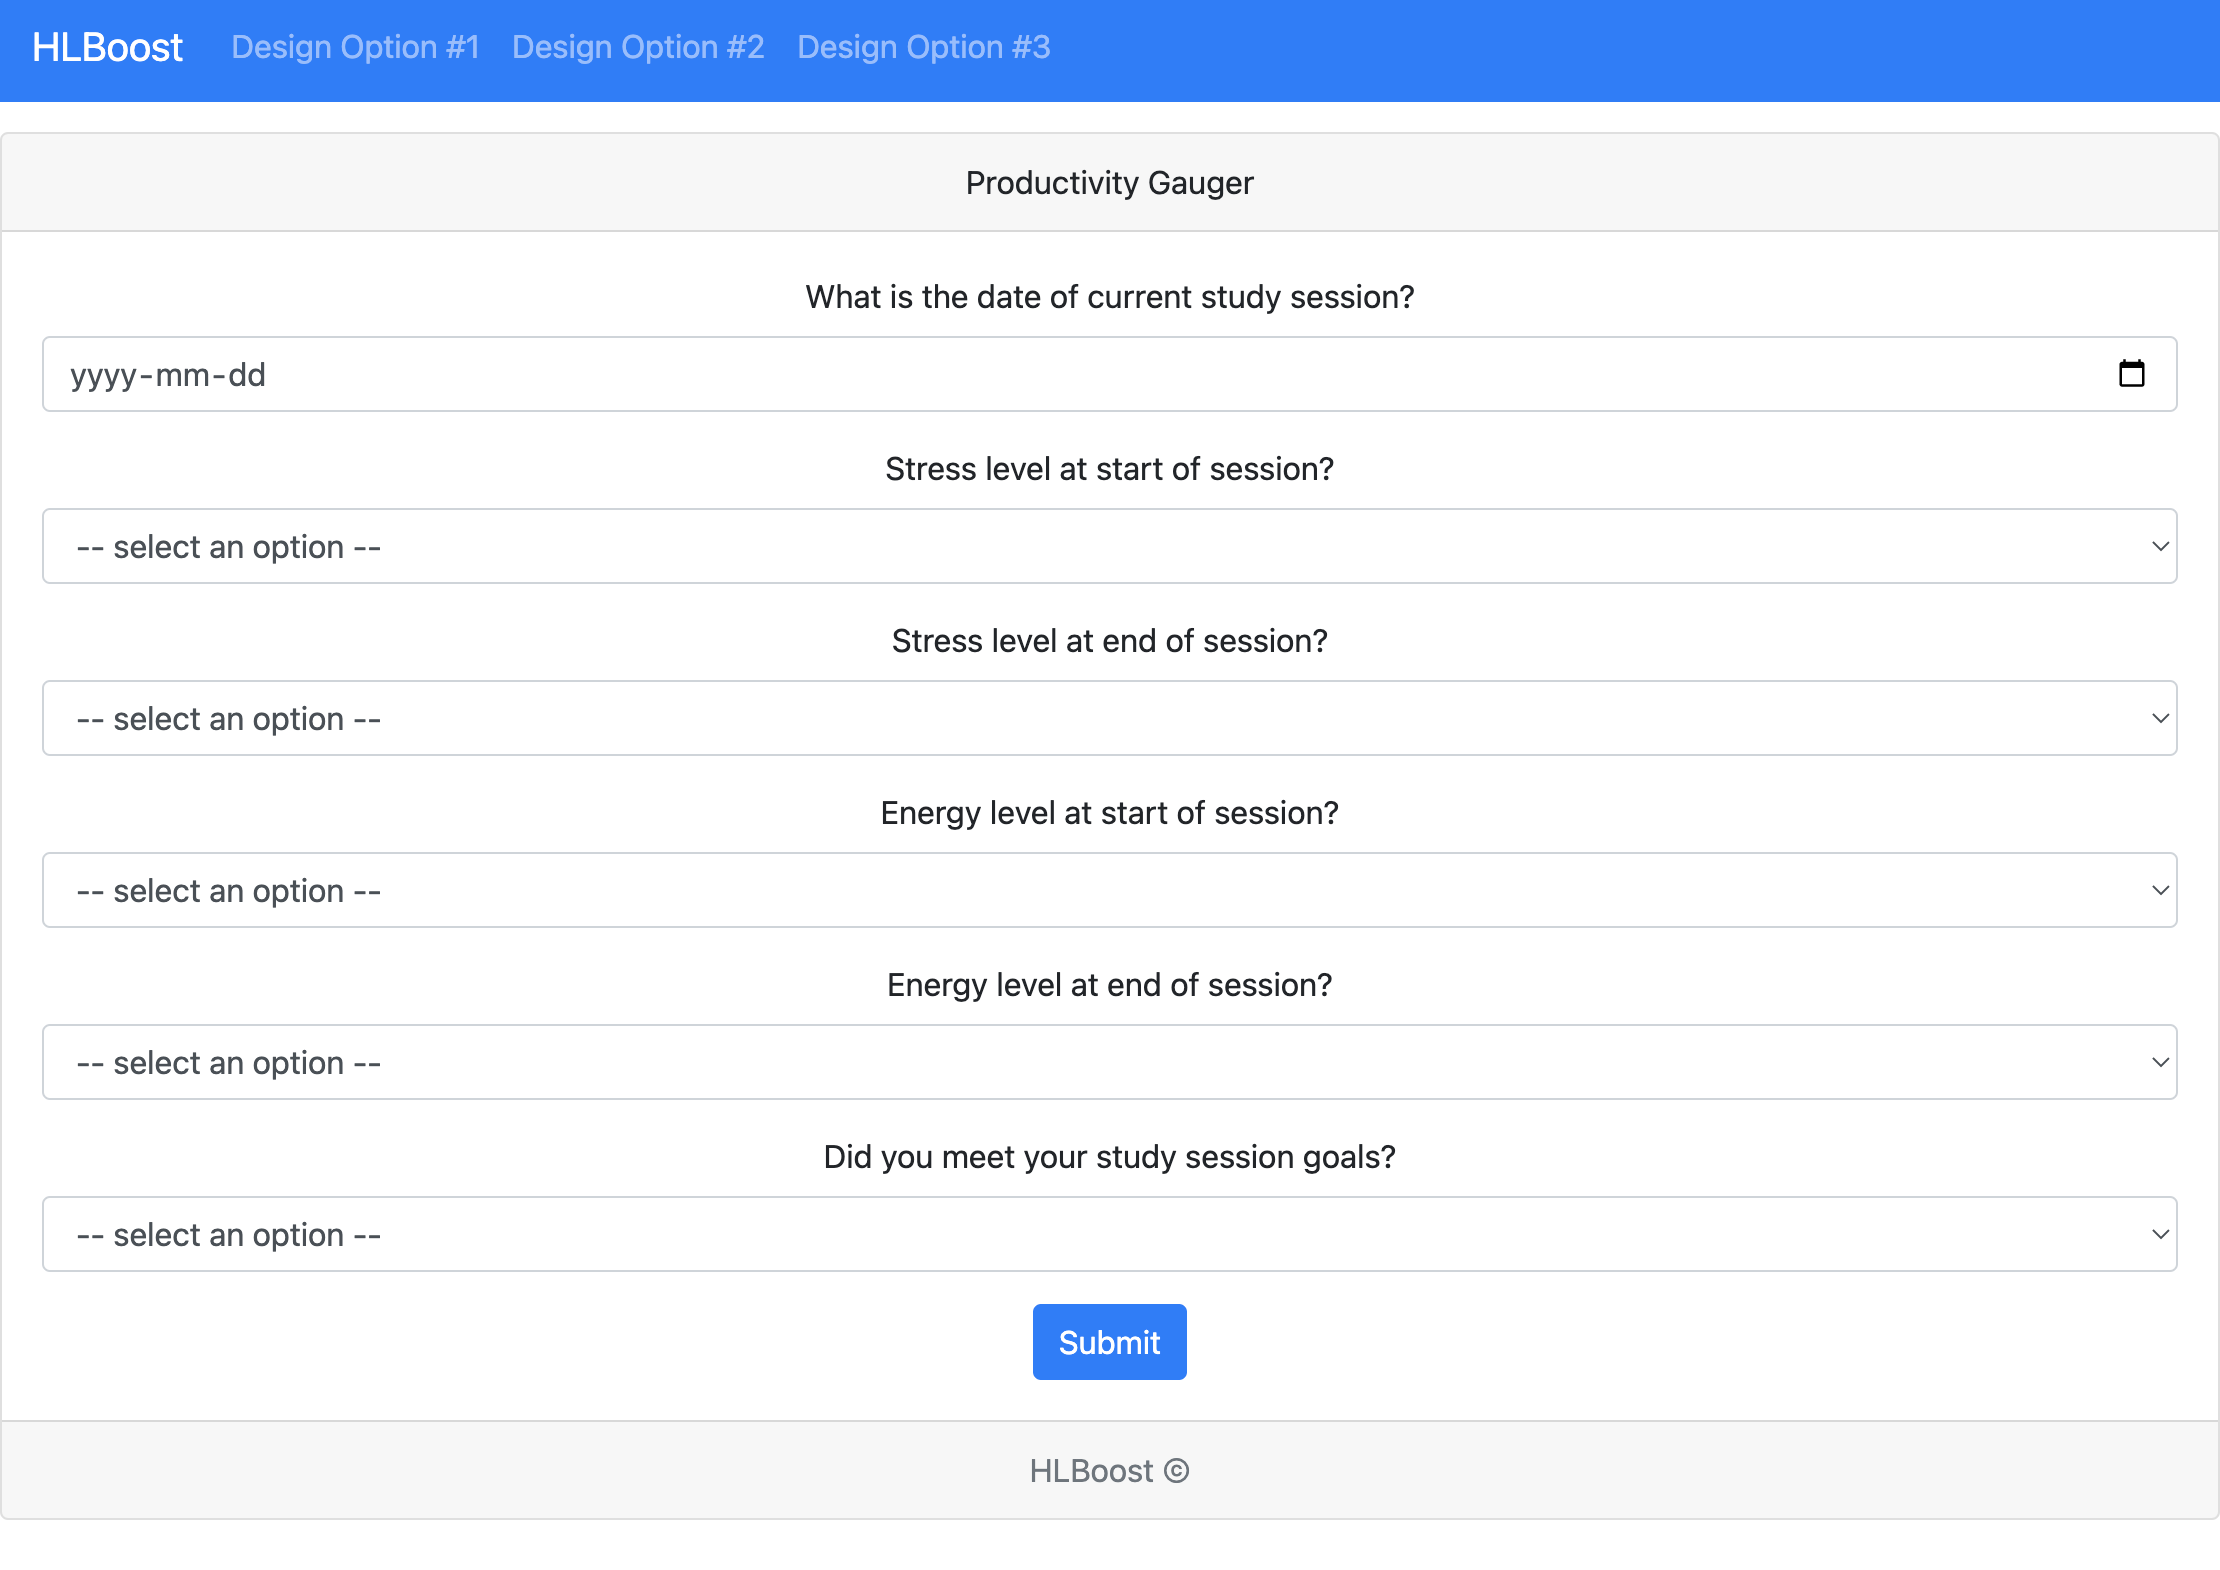 HLBoost Design Option #1 Design Option #2 Design Option #3
Productivity Gauger
What is the date of current study session?
yyyy-mm-dd
Stress level at start of session?
-- select an option --
Stress level at end of session?
-- select an option --
Energy level at start of session?
-- select an option --
Energy level at end of session?
-- select an option --
Did you meet your study session goals?
-- select an option --
Submit
HLBoost ©